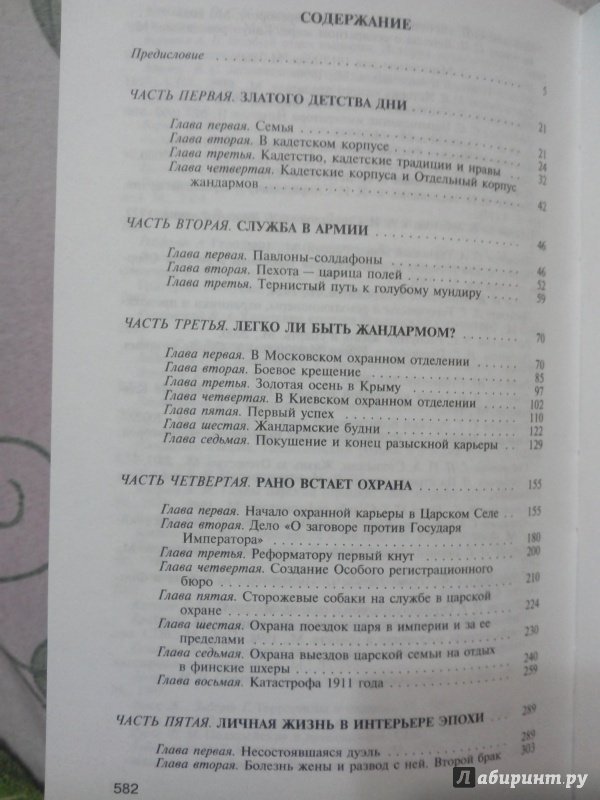 СОДЕРЖАНИЕ
Предисловие 5
ЧАСТЬ ПЕРВАЯ. ЗЛАТОГО ДЕТСТВА ДНИ 21
Глава первая. Семья 21
Глава вторая. В кадетском корпусе 24
Глава третья. Кадетство, кадетские традиции и нравы 32
Глава четвертая. Кадетские корпуса и Отдельный корпус
жандармов 42
ЧАСТЬ ВТОРАЯ. СЛУЖБА В АРМИИ 46
Глава первая. Павлоны-солдафоны 46
Глава вторая. Пехота — царица полей 52
Глава третья. Тернистый путь к голубому мундиру 59
ЧАСТЬ ТРЕТЬЯ. ЛЕГКО ЛИ БЫТЬ ЖАНДАРМОМ? 70
Глава первая. В Московском охранном отделении 70
Глава вторая. Боевое крещение 85
Глава третья. Золотая осень в Крыму 97
Глава четвертая. В Киевском охранном отделении 102
Глава пятая. Первый успех 110
Глава шестая. Жандармские будни 122
Глава седьмая. Покушение и конец разыскной карьеры 129
ЧАСТЬ ЧЕТВЕРТАЯ. РАНО ВСТАЕТ ОХРАНА 155
Глава первая. Начало охранной карьеры в Царском Селе 155
Глава вторая. Дело «О заговоре против Государя
Императора» 180
Глава третья. Реформатору первый кнут 200
Глава четвертая. Создание Особого регистрационного
бюро 210
Глава пятая. Сторожевые собаки на службе в царской
охране 224
Глава шестая. Охрана поездок царя в империи и за ее
пределами 230
Глава седьмая. Охрана выездов царской семьи на отдых
в финские шхеры 240
Глава восьмая. Катастрофа 1911 года 259
ЧАСТЬ ПЯТАЯ. ЛИЧНАЯ ЖИЗНЬ В ИНТЕРЬЕРЕ ЭПОХИ 289
Глава первая. Несостоявшаяся дуэль 289
Глава вторая. Болезнь жены и развод с ней. Второй брак 303
582
Лабиринт.ру